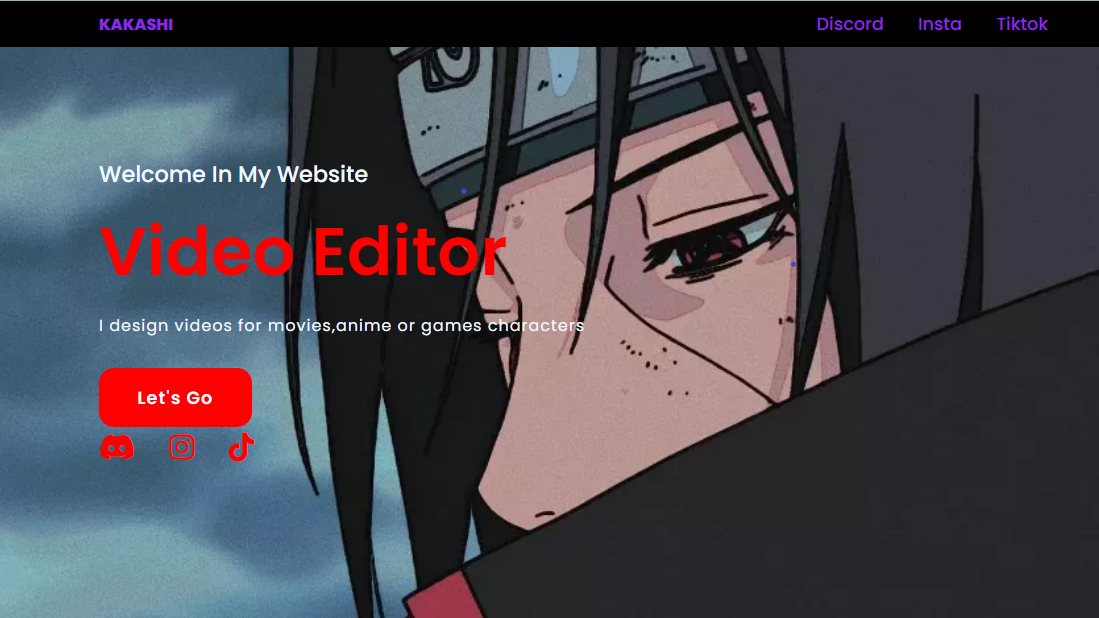 KAKASHI
Discord Insta Tiktok
Welcome In My Website
Video Editor
I design videos for movies,anime or games characters
Let's Go